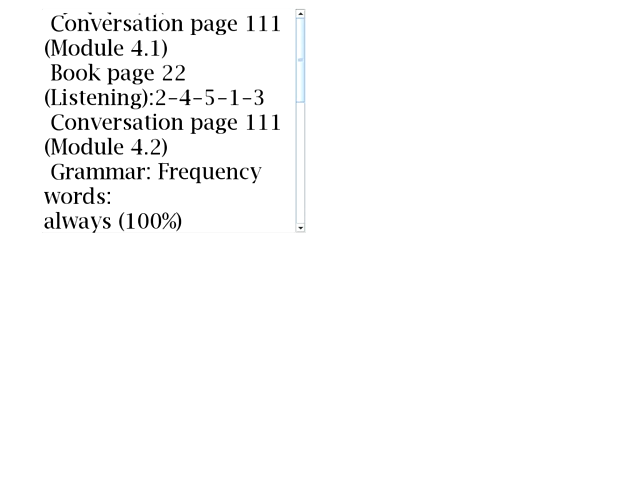 Conversation page 111
(Module 4.1)
Book page 22
(Listening):2-4-5-1-3
Conversation page 111
(Module 4.2)
Grammar: Frequency
words:
always (100%)